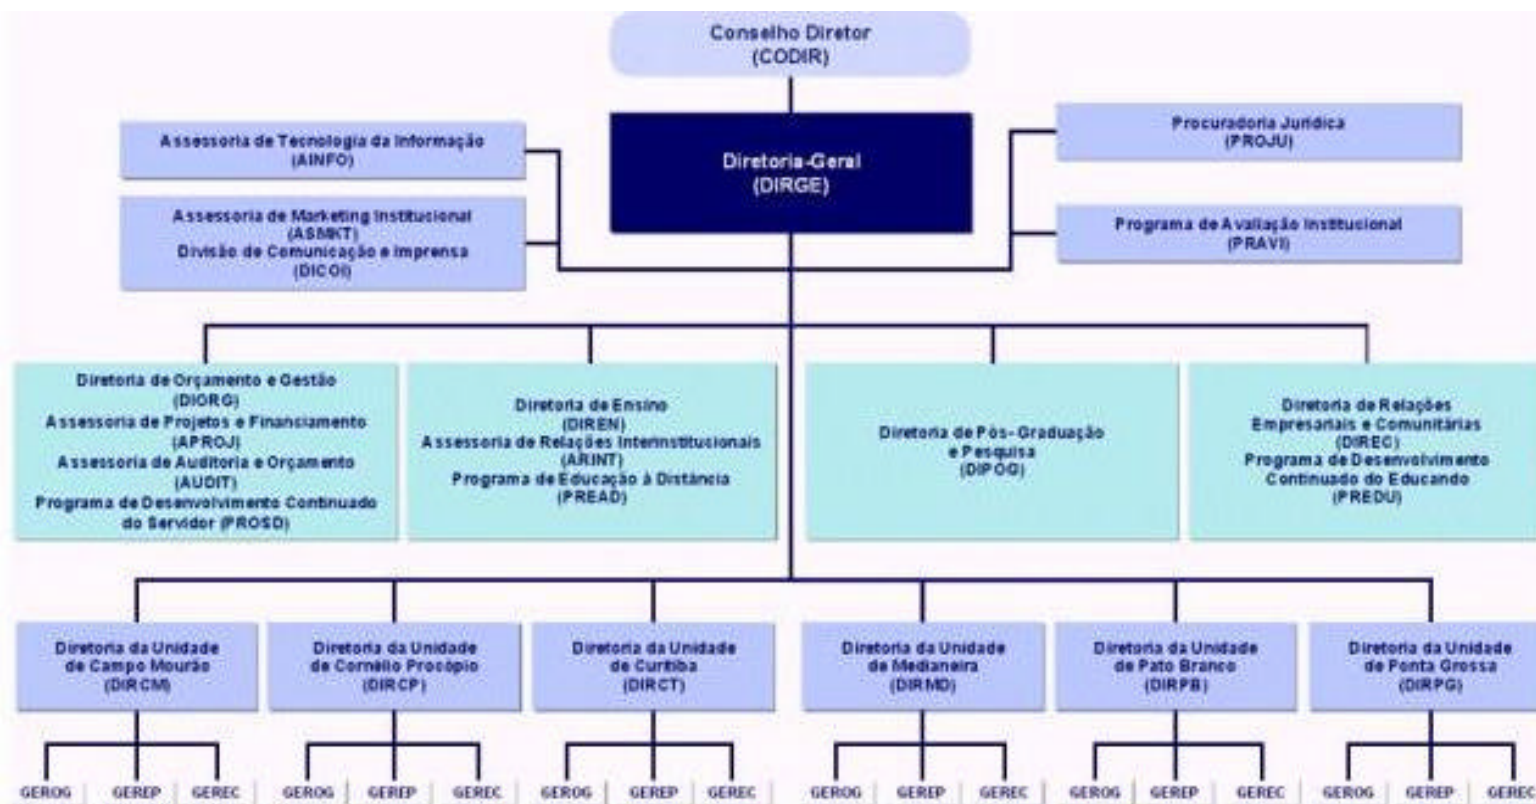 Conselho Diretor
(CODIR)
Assessoria de Tecnologia da Informação
(AINFO)
Assessoria de Marketing Institucional
(ASMKT)
Divisão de Comunicação e Imprensa
(DICOI)
Diretoria-Geral
(DIRGE)
Procuradoria Jurídica
(PROJU)
Programa de Avaliação Institucional
(PRAVI)
Diretoria de Orçamento e Gestão
(DIORG)
Assessoria de Projetos e Financiamento
(APROJ)
Assessoria de Auditoria e Orçamento
(AUDIT)
Programa de Desenvolvimento Continuado
do Servidor (PROSD)
Diretoria de Ensino
(DIREN)
Assessoria de Relações Interinstitucionais
(ARINT)
Programa de Educação à Distância
(PREAD)
Diretoria de Pós-Graduação
e Pesquisa
(DIPOG)
Diretoria de Relações
Empresariais e Comunitárias
(DIREC)
Programa de Desenvolvimento
Continuado do Educando
(PREDU)
Diretoria da Unidade
de Campo Mourão
(DIRCM)
Diretoria da Unidade
de Cornélio Procópio
(DIRCP)
Diretoria da Unidade
de Curitiba
(DIRCT)
Diretoria da Unidade
de Medianeira
(DIRMD)
Diretoria da Unidade
de Pato Branco
(DIRPB)
Diretoria da Unidade
de Ponta Grossa
(DIRPG)
GEROG GEREP GEREC GEROG GEREP GEREC GEROG GEREP GEREC GEROG GEREP GEREC GEROG GEREP GEREC GEROG GEREP GEREC